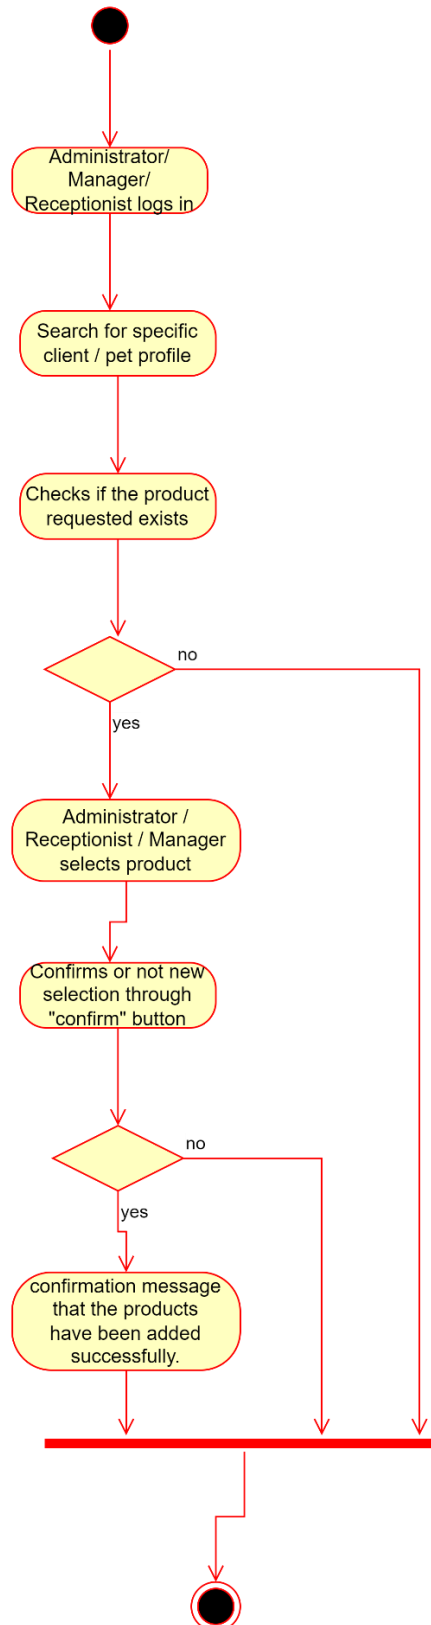 Administrator/
Manager/
Receptionist logs in
Search for specific
client / pet profile
Checks if the product
requested exists
no
yes
Administrator /
Receptionist / Manager
selects product
Confirms or not new
selection through
"confirm" button
no
yes
confirmation message
that the products
have been added
successfully.